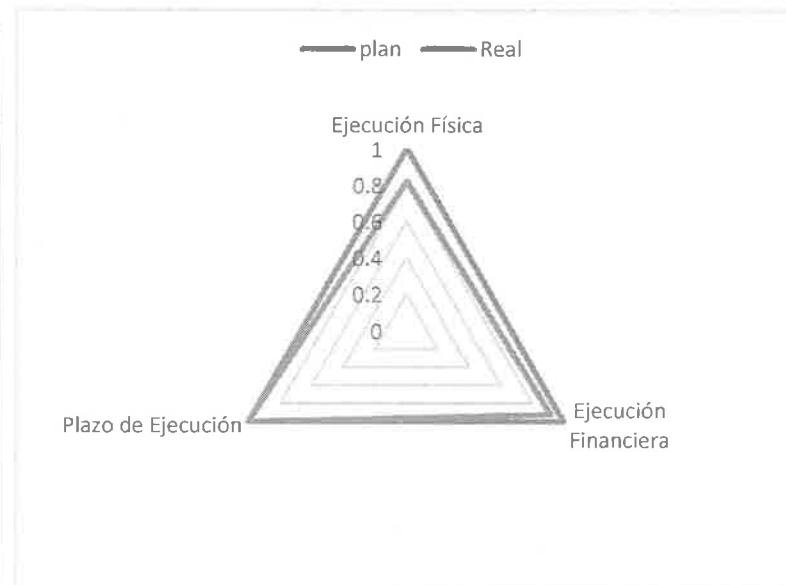 plan Real
Ejecución Física
1
0.8
0.6
0.4
0.2
0
Plazo de Ejecución
Ejecución
Financiera